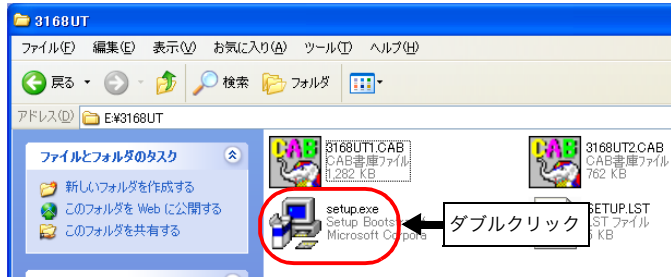 3168UT
ファイル(F) 編集(E) 表示(V) お気に入り(A) ツール(T) ヘルプ(H)
戻る 検索 フォルダ
アドレス(D) E:¥3168UT
ファイルとフォルダのタスク
新しいフォルダを作成する
このフォルダを Web に公開する
このフォルダを共有する
3168UT1.CAB
CAB書庫ファイル
1,282 KB
3168UT2.CAB
CAB書庫ファイル
762 KB
setup.exe
Setup Bootst
Microsoft Corpora
ダブルクリック
SETUP.LST
LST ファイル
KB